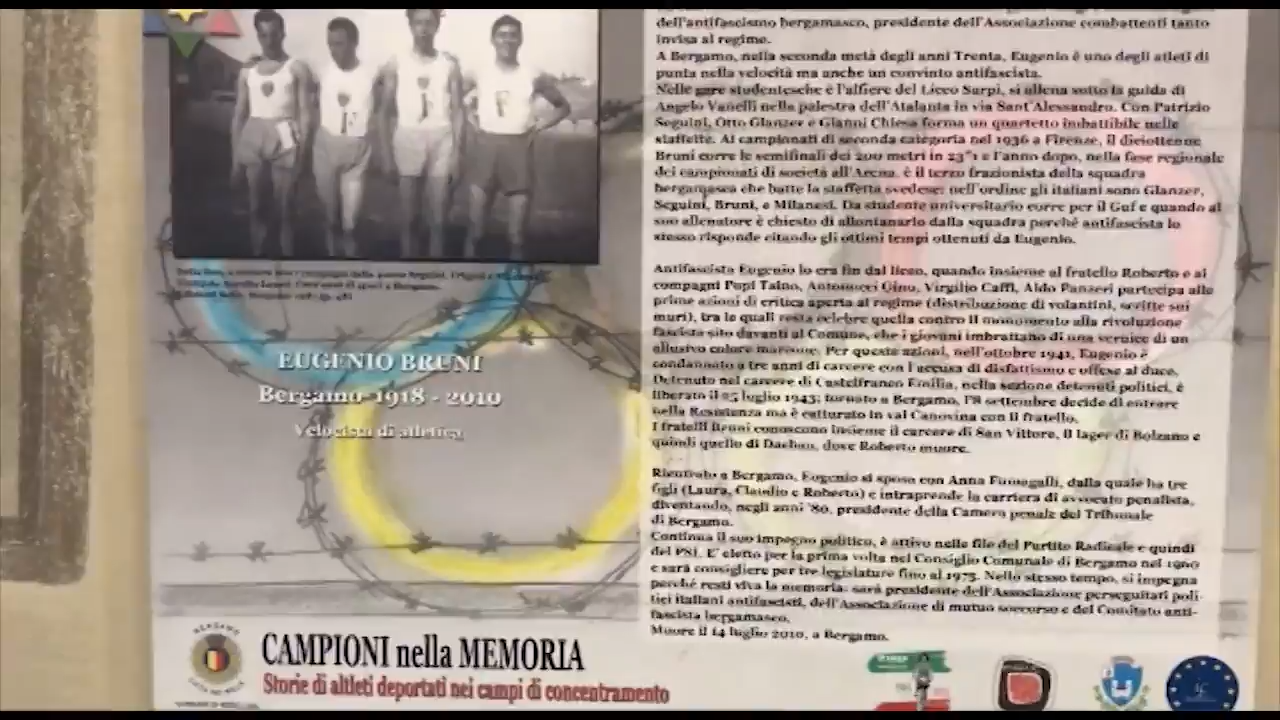 EUGENIO BRUNI
Bergamo 1918 - 2010
Velocista di atletica
dell'antifascismo bergamasco, presidente dell'Associazione combattenti tanto
invisa al regime.
A Bergamo, nella seconda metà degli anni Trenta, Eugenio è uno degli atleti di
punta nella velocità ma anche un convinto antifascista.
Nelle gare studentesche è l'alfiere del Liceo Sarpi, si allena sotto la guida di
Angelo Vanelli nella palestra dell'Atalanta in via Sant'Alessandro. Con Patrizio
Seguini, Otto Glanzer e Gianni Chiesa forma un quartetto imbattibile nelle
staffette. Ai campionati di seconda categoria nel 1936 a Firenze, il diciottenne
Bruni corre le semifinali dei 200 metri in 23"1 e l'anno dopo, nella fase regionale
dei campionati di società all'Arena, è il terzo frazionista della squadra
bergamasca che batte la staffetta svedese: nell'ordine gli italiani sono Glanzer,
Seguini, Bruni, e Milanesi. Da studente universitario corre per il Guf e quando al
suo allenatore è chiesto di allontanarlo dalla squadra perché antifascista lo
stesso risponde citando gli ottimi tempi ottenuti da Eugenio.
Antifascista Eugenio lo era fin dal liceo, quando insieme al fratello Roberto e ai
compagni Popi Taino, Antonucci Gino, Virgilio Caffi, Aldo Panzeri partecipa alle
prime azioni di critica aperta al regime (distribuzione di volantini, scritte sui
muri), tra le quali resta celebre quella contro il monumento alla rivoluzione
fascista sito davanti al Comune, che i giovani imbrattano di una vernice di un
allusivo colore marrone. Per queste azioni, nell'ottobre 1941, Eugenio è
condannato a tre anni di carcere con l'accusa di disfattismo e offese al duce.
Detenuto nel carcere di Castelfranco Emilia, nella sezione detenuti politici, è
liberato il 25 luglio 1943; tornato a Bergamo, l'8 settembre decide di entrare
nella Resistenza ma è catturato in val Canovina con il fratello.
I fratelli Bruni conoscono insieme il carcere di San Vittore, il lager di Bolzano e
quindi quello di Dachau, dove Roberto muore.
Rientrato a Bergamo, Eugenio si sposa con Anna Fumagalli, dalla quale ha tre
figli (Laura, Claudio e Roberto) e intraprende la carriera di avvocato penalista,
diventando, negli anni '80, presidente della Camera penale del Tribunale
di Bergamo.
Continua il suo impegno politico, è attivo nelle file del Partito Radicale e quindi
del PSI. E' eletto per la prima volta nel Consiglio Comunale di Bergamo nel 1960
e sarà consigliere per tre legislature fino al 1975. Nello stesso tempo, si impegna
perché resti viva la memoria: sarà presidente dell'Associazione perseguitati poli-
tici italiani antifascisti, dell'Associazione di mutuo soccorso e del Comitato anti-
fascista bergamasco.
Muore il 14 luglio 2010, a Bergamo.
BERGAMO
CAMPIONI nella MEMORIA
Storie di altleti deportati nei campi di concentramento